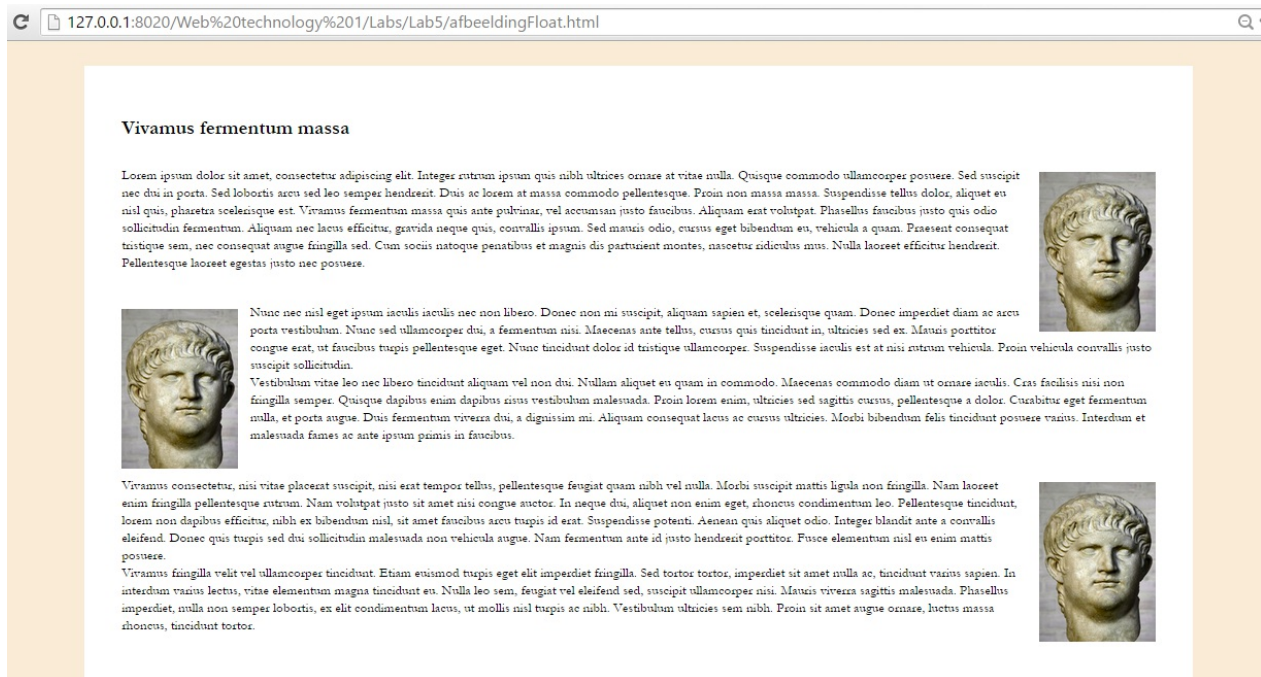 127.0.0.1:8020/Web%20technology%201/Labs/Lab5/afbeeldingFloat.html
Vivamus fermentum massa
Lorem ipsum dolor sit amet, consectetur adipiscing elit. Integer rutrum ipsum quis nibh ultrices ornare at vitae nulla. Quisque commodo ullamcorper posuere. Sed suscipit
nec dui in porta. Sed lobortis arcu sed leo semper hendrerit. Duis ac lorem at massa commodo pellentesque. Proin non massa massa. Suspendisse tellus dolor, aliquet eu
nisl quis, pharetra scelerisque est. Vivamus fermentum massa quis ante pulvinar, vel accumsan justo faucibus. Aliquam erat volutpat. Phasellus faucibus justo quis odio
sollicitudin fermentum. Aliquam nec lacus efficitur, gravida neque quis, convallis ipsum. Sed mauris odio, cursus eget bibendum eu, vehicula a quam. Praesent consequat
tristique sem, nec consequat augue fringilla sed. Cum sociis natoque penatibus et magnis dis parturient montes, nascetur ridiculus mus. Nulla laoreet efficitur hendrerit.
Pellentesque laoreet egestas justo nec posuere.
Nunc nec nisl eget ipsum iaculis iaculis nec non libero. Donec non mi suscipit, aliquam sapien et, scelerisque quam. Donec imperdiet diam ac arcu
porta vestibulum. Nunc sed ullamcorper dui, a fermentum nisi. Maecenas ante tellus, cursus quis tincidunt in, ultricies sed ex. Mauris porttitor
congue erat, ut faucibus turpis pellentesque eget. Nunc tincidunt dolor id tristique ullamcorper. Suspendisse iaculis est at nisi rutrum vehicula. Proin vehicula convallis justo
suscipit sollicitudin.
Vestibulum vitae leo nec libero tincidunt aliquam vel non dui. Nullam aliquet eu quam in commodo. Maecenas commodo diam ut ornare iaculis. Cras facilisis nisi non
fringilla semper. Quisque dapibus enim dapibus risus vestibulum malesuada. Proin lorem enim, ultricies sed sagittis cursus, pellentesque a dolor. Curabitur eget fermentum
nulla, et porta augue. Duis fermentum viverra dui, a dignissim mi. Aliquam consequat lacus ac cursus ultricies. Morbi bibendum felis tincidunt posuere varius. Interdum et
malesuada fames ac ante ipsum primis in faucibus.
Vivamus consectetur, nisi vitae placerat suscipit, nisi erat tempor tellus, pellentesque feugiat quam nibh vel nulla. Morbi suscipit mattis ligula non fringilla. Nam laoreet
enim fringilla pellentesque rutrum. Nam volutpat justo sit amet nisi congue auctor. In neque dui, aliquet non enim eget, rhoncus condimentum leo. Pellentesque tincidunt,
lorem non dapibus efficitur, nibh ex bibendum nisl, sit amet faucibus arcu turpis id erat. Suspendisse potenti. Aenean quis aliquet odio. Integer blandit ante a convallis
eleifend. Donec quis turpis sed dui sollicitudin malesuada non vehicula augue. Nam fermentum ante id justo hendrerit porttitor. Fusce elementum nisl eu enim mattis
posuere.
Vivamus fringilla velit vel ullamcorper tincidunt. Etiam euismod turpis eget elit imperdiet fringilla. Sed tortor tortor, imperdiet sit amet nulla ac, tincidunt varius sapien. In
interdum varius lectus, vitae elementum magna tincidunt eu. Nulla leo sem, feugiat vel eleifend sed, suscipit ullamcorper nisi. Mauris viverra sagittis malesuada. Phasellus
imperdiet, nulla non semper lobortis, ex elit condimentum lacus, ut mollis nisl turpis ac nibh. Vestibulum ultricies sem nibh. Proin sit amet augue ornare, luctus massa
rhoncus, tincidunt tortor.